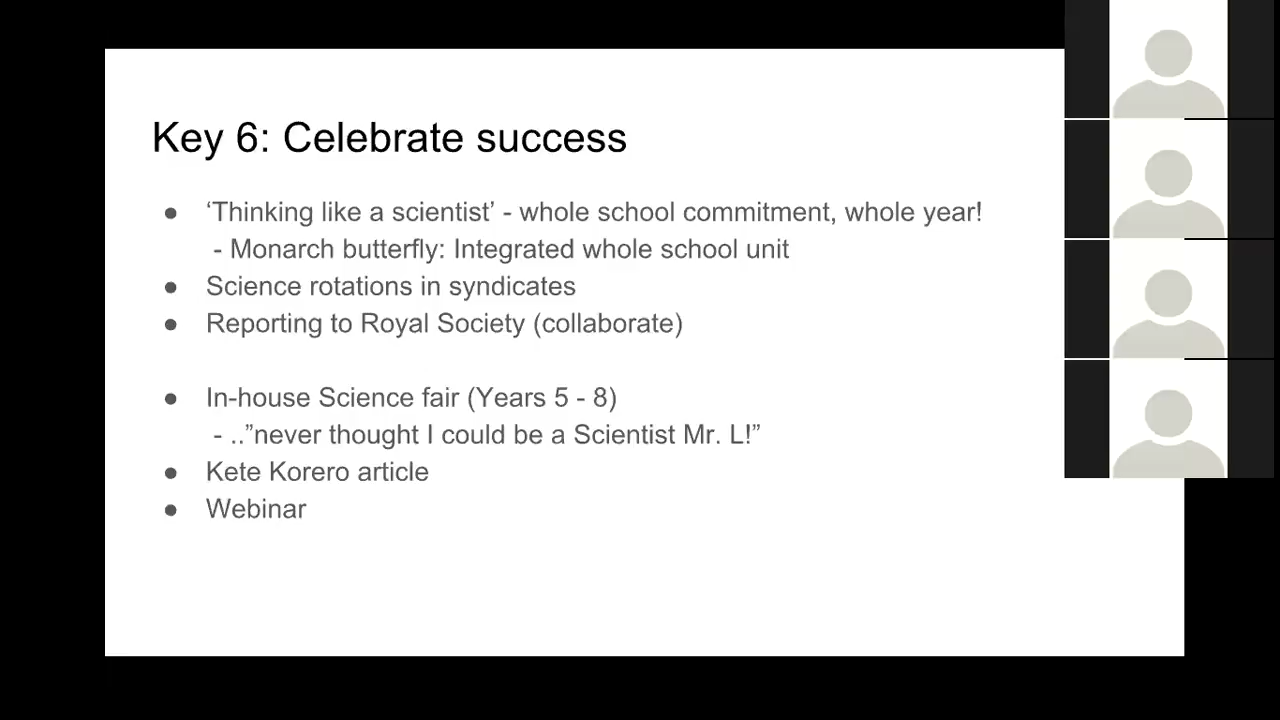 Key 6: Celebrate success
● ‘Thinking like a scientist’ - whole school commitment, whole year!
- Monarch butterfly: Integrated whole school unit
● Science rotations in syndicates
● Reporting to Royal Society (collaborate)
● In-house Science fair (Years 5 - 8)
- ..”never thought I could be a Scientist Mr. L!”
● Kete Korero article
● Webinar